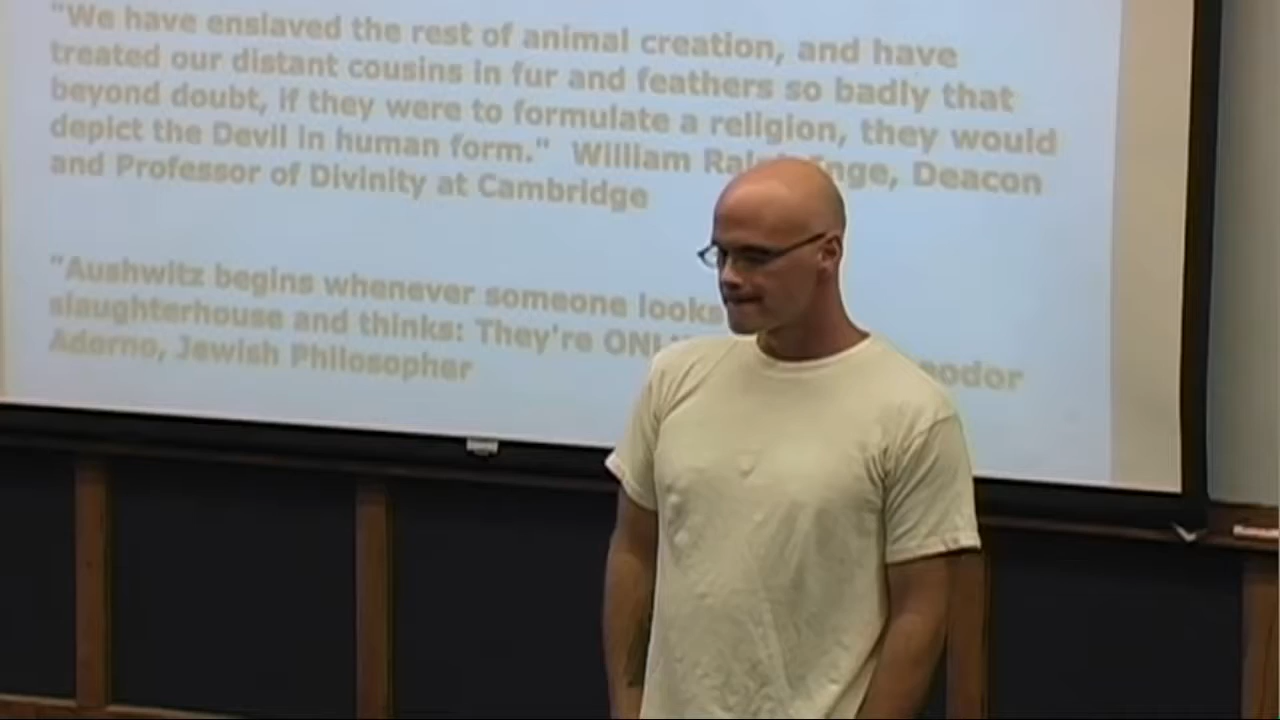 "We have enslaved the rest of animal creation, and have
treated our distant cousins in fur and feathers so badly that
beyond doubt, if they were to formulate a religion, they would
depict the Devil in human form." William Deacon
and Professor of Divinity at Cambridge
"Aushwitz begins whenever someone looks
slaughterhouse and thinks: They're
Adorno, Jewish Philosopher